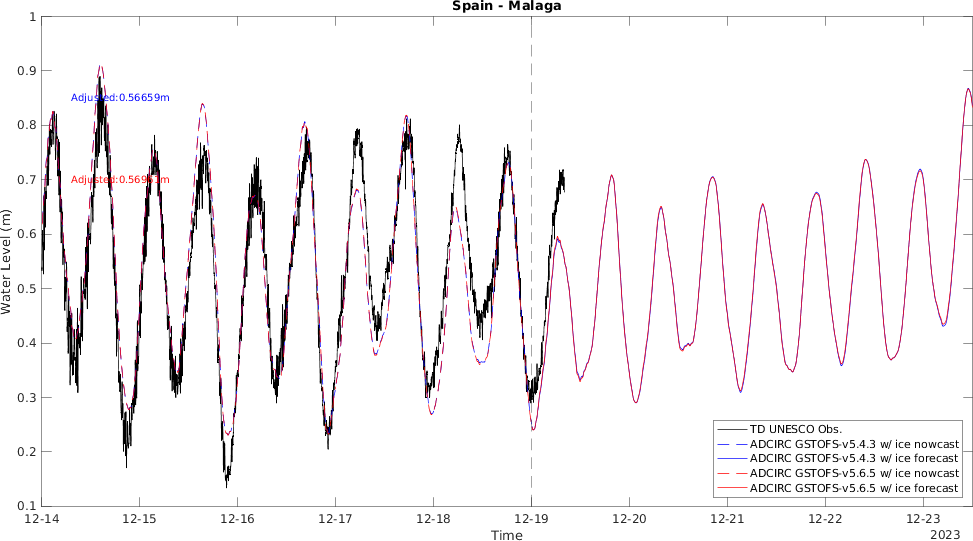 Spain - Malaga
1
0.9
0.8
0.7
0.6
0.5
0.4
0.3
0.2
0.1
Water Level (m)
Adjusted:0.56659m
12-14
12-15
12-16
12-17
12-18
12-19
12-20
12-21
12-22
12-23
Time
2023
TD UNESCO Obs.
ADCIRC GSTOFS-v5.4.3 w/ ice nowcast
ADCIRC GSTOFS-v5.4.3 w/ ice forecast
ADCIRC GSTOFS-v5.6.5 w/ ice nowcast
ADCIRC GSTOFS-v5.6.5 w/ ice forecast